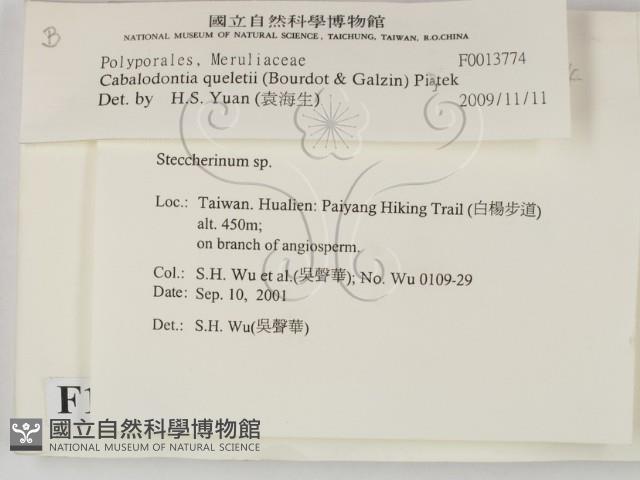 B
國立自然科學博物館
NATIONAL MUSEUM OF NATURAL SCIENCE, TAICHUNG, TAIWAN, R.O.CHINA
Polyporales, Meruliaceae F0013774
Cabalodontia queletii (Bourdot & Galzin) Piątek
Det. by H.S. Yuan (袁海生) 2009/11/11
Steccherinum sp.
Loc.: Taiwan. Hualien: Paiyang Hiking Trail (白楊步道)
alt. 450m;
on branch of angiosperm.
Col.: S.H. Wu et al.(吳聲華); No. Wu 0109-29
Date: Sep. 10, 2001
Det.: S.H. Wu(吳聲華)
F1
國立自然科學博物館
NATIONAL MUSEUM OF NATURAL SCIENCE